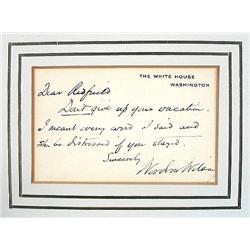 THE WHITE HOUSE
WASHINGTON
Dear Redfield
Don't give up your vacation.
I meant every word I said and
be distressed if you stayed.
Sincerely
Woodrow Wilson